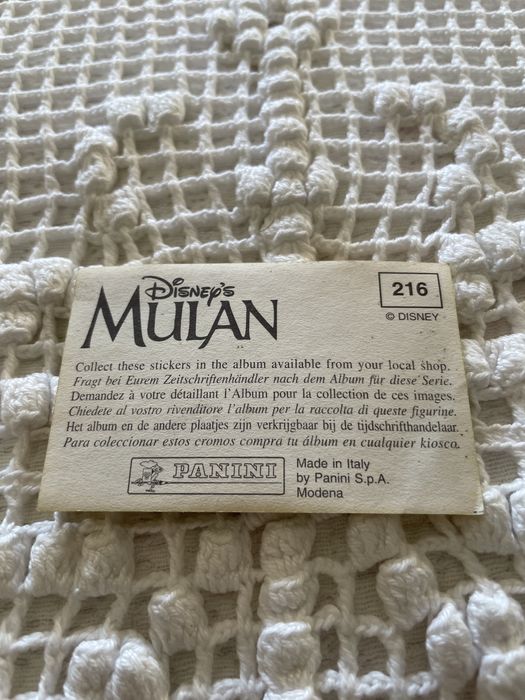 Disney's
MULAN
216
© DISNEY
Collect these stickers in the album available from your local shop.
Fragt bei Eurem Zeitschriftenhändler nach dem Album für diese Serie.
Demandez à votre détaillant l'Album pour la collection de ces images.
Chiedete al vostro rivenditore l'album per la raccolta di queste figurine.
Het album en de andere plaatjes zijn verkrijgbaar bij de tijdschrifthandelaar.
Para coleccionar estos cromos compra tu álbum en cualquier kiosco.
PANINI
Made in Italy
by Panini S.p.A.
Modena